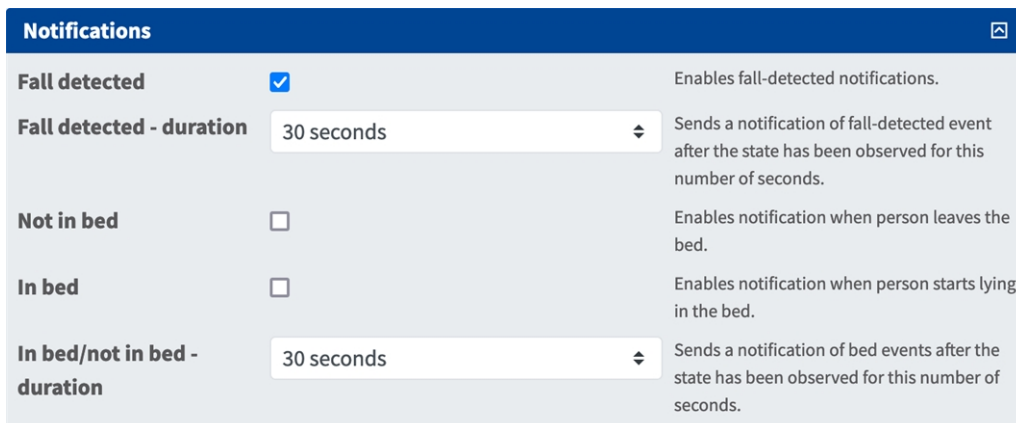 Notifications
Fall detected
Enables fall-detected notifications.
Fall detected - duration
30 seconds
Sends a notification of fall-detected event
after the state has been observed for this
number of seconds.
Not in bed
Enables notification when person leaves the
bed.
In bed
Enables notification when person starts lying
in the bed.
In bed/not in bed -
duration
30 seconds
Sends a notification of bed events after the
state has been observed for this number of
seconds.